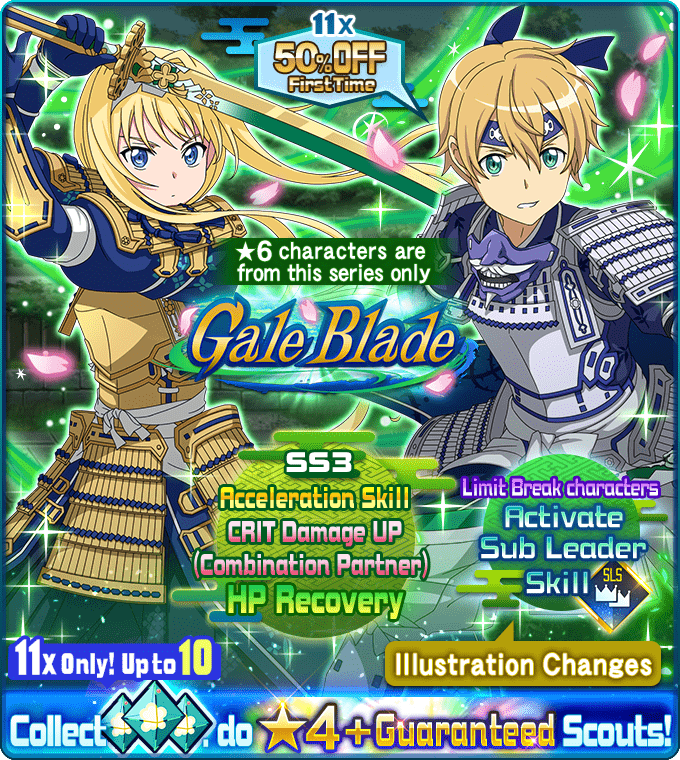 11x
50%OFF
First Time
★6 characters are
from this series only
Gale Blade
SS3
Acceleration Skill
CRIT Damage UP
(Combination Partner)
HP Recovery
Limit Break characters
Activate
Sub Leader
Skill
SLS
11x Only! Up to 10
Illustration Changes
Collect, do ★4+Guaranteed Scouts!